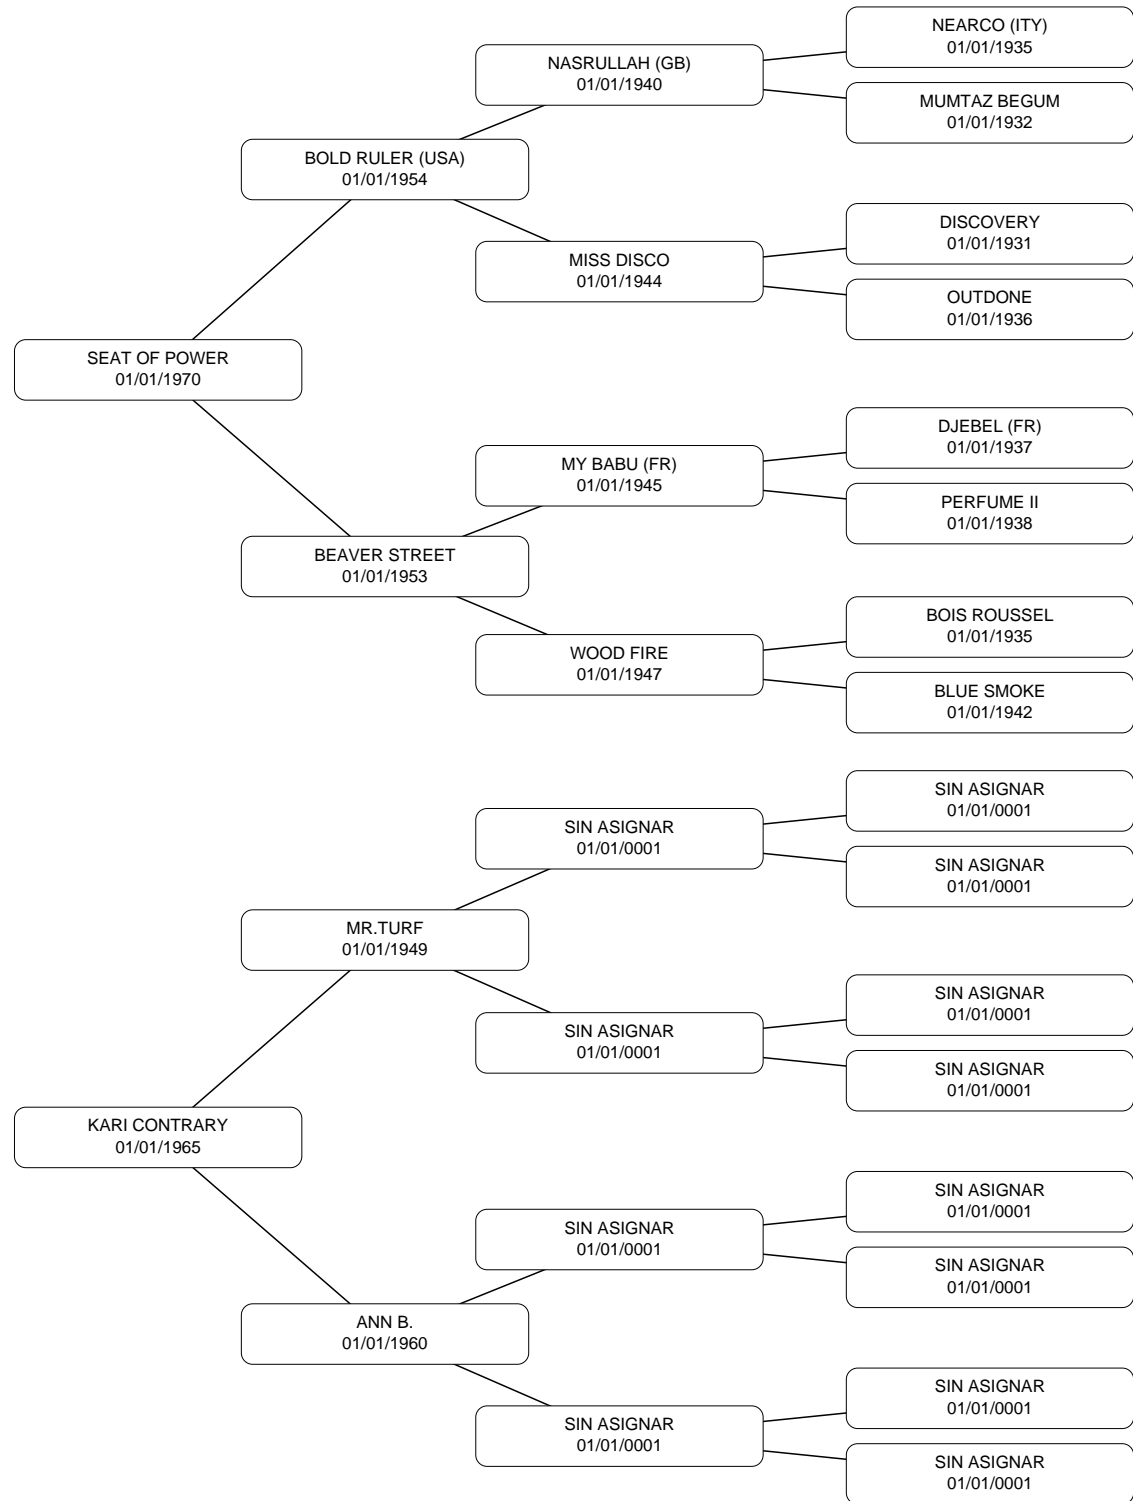 NEARCO (ITY)
01/01/1935
NASRULLAH (GB)
01/01/1940
MUMTAZ BEGUM
01/01/1932
BOLD RULER (USA)
01/01/1954
DISCOVERY
01/01/1931
MISS DISCO
01/01/1944
OUTDONE
01/01/1936
SEAT OF POWER
01/01/1970
DJEBEL (FR)
01/01/1937
MY BABU (FR)
01/01/1945
PERFUME II
01/01/1938
BEAVER STREET
01/01/1953
BOIS ROUSSEL
01/01/1935
WOOD FIRE
01/01/1947
BLUE SMOKE
01/01/1942
SIN ASIGNAR
01/01/0001
SIN ASIGNAR
01/01/0001
SIN ASIGNAR
01/01/0001
MR.TURF
01/01/1949
SIN ASIGNAR
01/01/0001
SIN ASIGNAR
01/01/0001
SIN ASIGNAR
01/01/0001
KARI CONTRARY
01/01/1965
SIN ASIGNAR
01/01/0001
SIN ASIGNAR
01/01/0001
SIN ASIGNAR
01/01/0001
ANN B.
01/01/1960
SIN ASIGNAR
01/01/0001
SIN ASIGNAR
01/01/0001
SIN ASIGNAR
01/01/0001